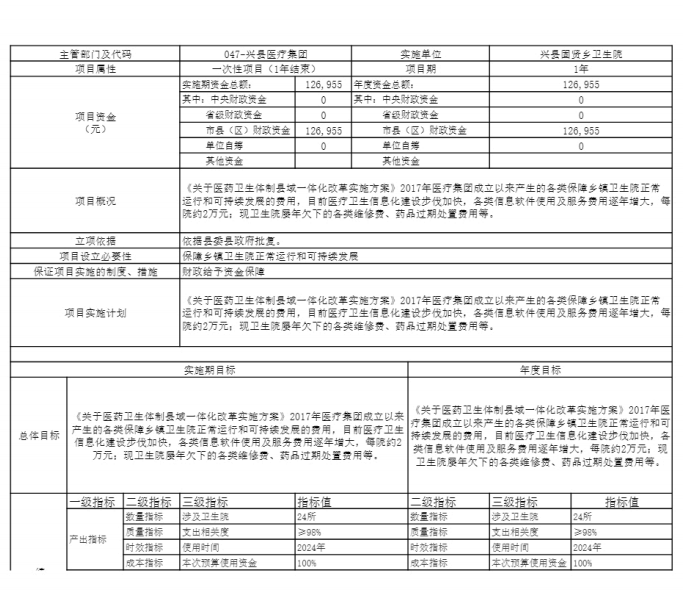 主管部门及代码 047-兴县医疗集团 实施单位 兴县固贤乡卫生院
项目属性 一次性项目（1年结束） 项目期 1年
项目资金
（元）
实施期资金总额： 126,955 年度资金总额： 126,955
其中：中央财政资金 0 其中：中央财政资金 0
省级财政资金 0 省级财政资金 0
市县（区）财政资金 126,955 市县（区）财政资金 126,955
单位自筹 0 单位自筹 0
其他资金 其他资金
项目概况
《关于医药卫生体制县域一体化改革实施方案》2017年医疗集团成立以来产生的各类保障乡镇卫生院正常
运行和可持续发展的费用，目前医疗卫生信息化建设步伐加快，各类信息软件使用及服务费用逐年增大，每
院约2万元；现卫生院屡年欠下的各类维修费、药品过期处置费用等。
立项依据 依据县委县政府批复。
项目设立必要性 保障乡镇卫生院正常运行和可持续发展
保证项目实施的制度、措施 财政给予资金保障
项目实施计划
《关于医药卫生体制县域一体化改革实施方案》2017年医疗集团成立以来产生的各类保障乡镇卫生院正常
运行和可持续发展的费用，目前医疗卫生信息化建设步伐加快，各类信息软件使用及服务费用逐年增大，每
院约2万元；现卫生院屡年欠下的各类维修费、药品过期处置费用等。
实施期目标 年度目标
总体目标
《关于医药卫生体制县域一体化改革实施方案》2017年医疗集团成立以来
产生的各类保障乡镇卫生院正常运行和可持续发展的费用，目前医疗卫生
信息化建设步伐加快，各类信息软件使用及服务费用逐年增大，每院约2
万元；现卫生院屡年欠下的各类维修费、药品过期处置费用等。
《关于医药卫生体制县域一体化改革实施方案》2017年医
疗集团成立以来产生的各类保障乡镇卫生院正常运行和可
持续发展的费用，目前医疗卫生信息化建设步伐加快，各
类信息软件使用及服务费用逐年增大，每院约2万元；现
卫生院屡年欠下的各类维修费、药品过期处置费用等。
一级指标 二级指标 三级指标 指标值 二级指标 三级指标 指标值
产出指标
数量指标 涉及卫生院 24所 数量指标 涉及卫生院 24所
质量指标 支出相关度 ≥98% 质量指标 支出相关度 ≥98%
时效指标 使用时间 2024年 时效指标 使用时间 2024年
成本指标 本次预算使用资金 100% 成本指标 本次预算使用资金 100%